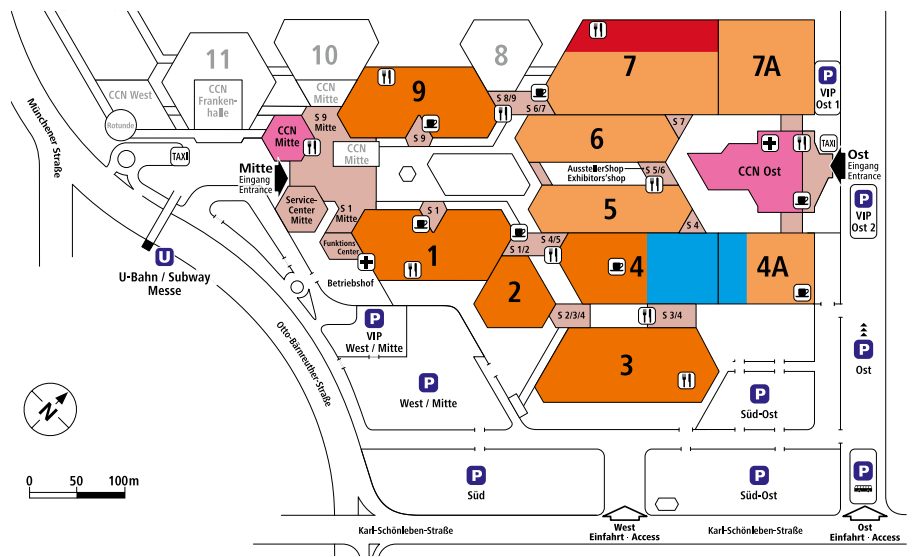 11
CCN West
CCN
Franken-
halle
Rotunde
10
CCN
Mitte
8
9
S 9
Mitte
CCN
Mitte
CCN
Mitte
S 9
S 8/9
S 6/7
7
7A
P
VIP
Ost 1
6
S 7
AusstellerShop
Exhibitors'shop
S 5/6
CCN Ost
TAXI
Ost
Eingang
Entrance
P
VIP
Ost 2
Münchener Straße
TAXI
Mitte
Eingang
Entrance
Service-
Center
Mitte
S 1
Mitte
Funktions
Center
Betriebshof
S 1
1
S 1/2
S 4/5
5
S 4
4
4A
2
S 2/3/4
S 3/4
3
U
U-Bahn / Subway
Messe
Otto-Bärnreuther-Straße
P
VIP
West / Mitte
P
West / Mitte
P
Ost
P
Süd-Ost
N
0 50 100m
P
Süd
P
Süd-Ost
P
Karl-Schönleben-Straße
West
Einfahrt · Access
Karl-Schönleben-Straße
Ost
Einfahrt · Access